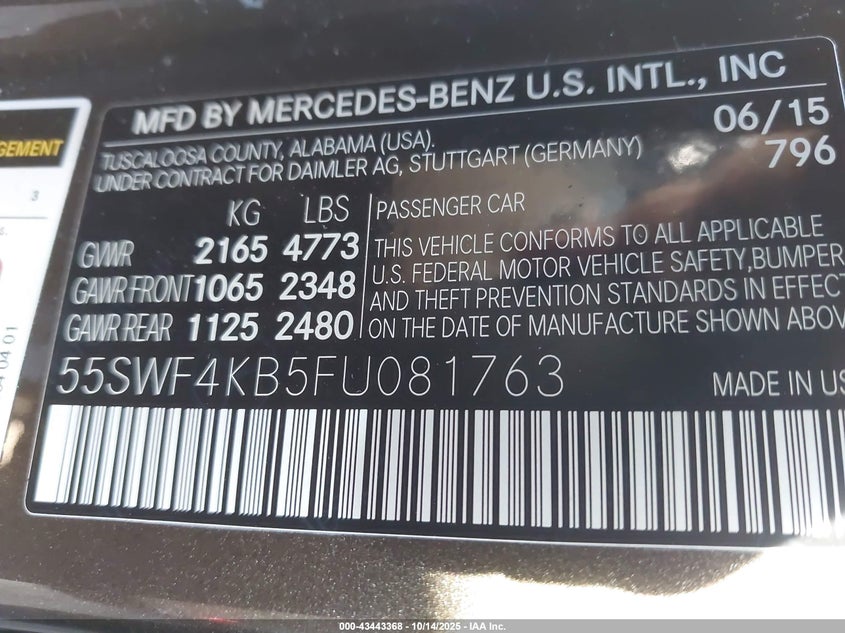 MFD BY MERCEDES-BENZ U.S. INTL., INC
06/15
TUSCALOOSA COUNTY, ALABAMA (USA).
UNDER CONTRACT FOR DAIMLER AG, STUTTGART (GERMANY)
796
GEMENT
3
KG LBS
GVWR 2165 4773
GAWR FRONT 1065 2348
GAWR REAR 1125 2480
PASSENGER CAR
THIS VEHICLE CONFORMS TO ALL APPLICABLE
U.S. FEDERAL MOTOR VEHICLE SAFETY,BUMPER
AND THEFT PREVENTION STANDARDS IN EFFECT
ON THE DATE OF MANUFACTURE SHOWN ABOV
55SWF4KB5FU081763
MADE IN US
04 01
000-43443368 - 10/14/2025 - IAA Inc.